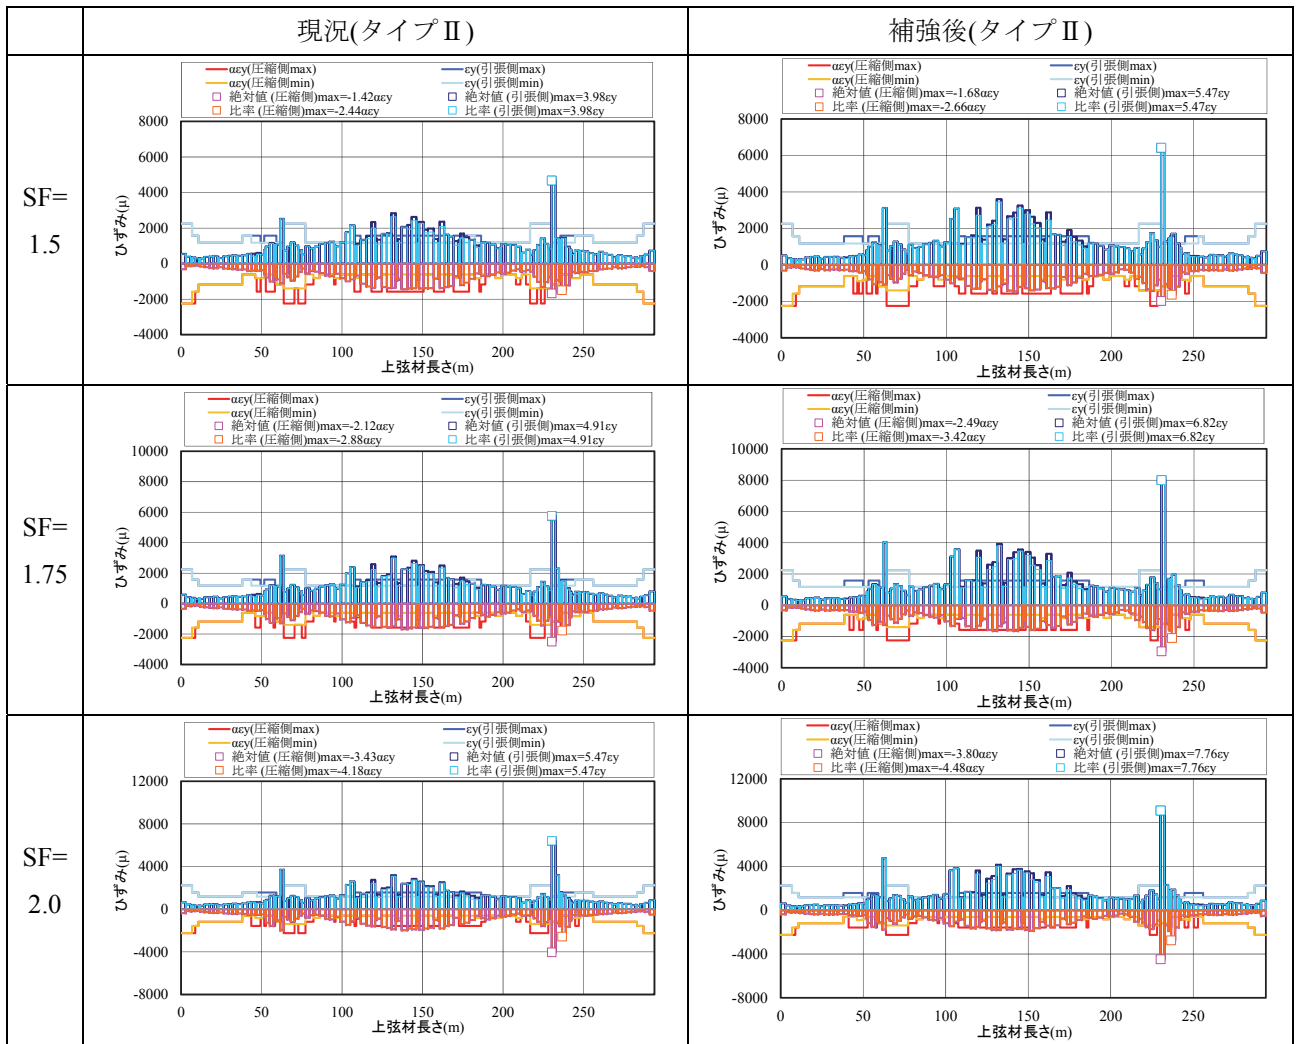 現況(タイプⅡ)
補強後(タイプⅡ)
SF=
1.5
αεy(圧縮側max)
εy(引張側max)
αεy(圧縮側min)
εy(引張側min)
絶対値 (圧縮側)max=-1.42αεy
絶対値 (引張側)max=3.98εy
比率 (圧縮側)max=-2.44αεy
比率 (引張側)max=3.98εy
8000
6000
4000
2000
0
-2000
-4000
ひずみ(μ)
0 50 100 150 200 250
上弦材長さ(m)
αεy(圧縮側max)
εy(引張側max)
αεy(圧縮側min)
εy(引張側min)
絶対値 (圧縮側)max=-1.68αεy
絶対値 (引張側)max=5.47εy
比率 (圧縮側)max=-2.66αεy
比率 (引張側)max=5.47εy
8000
6000
4000
2000
0
-2000
-4000
ひずみ(μ)
0 50 100 150 200 250
上弦材長さ(m)
SF=
1.75
αεy(圧縮側max)
εy(引張側max)
αεy(圧縮側min)
εy(引張側min)
絶対値 (圧縮側)max=-2.12αεy
絶対値 (引張側)max=4.91εy
比率 (圧縮側)max=-2.88αεy
比率 (引張側)max=4.91εy
10000
8000
6000
4000
2000
0
-2000
-4000
ひずみ(μ)
0 50 100 150 200 250
上弦材長さ(m)
αεy(圧縮側max)
εy(引張側max)
αεy(圧縮側min)
εy(引張側min)
絶対値 (圧縮側)max=-2.49αεy
絶対値 (引張側)max=6.82εy
比率 (圧縮側)max=-3.42αεy
比率 (引張側)max=6.82εy
10000
8000
6000
4000
2000
0
-2000
-4000
ひずみ(μ)
0 50 100 150 200 250
上弦材長さ(m)
SF=
2.0
αεy(圧縮側max)
εy(引張側max)
αεy(圧縮側min)
εy(引張側min)
絶対値 (圧縮側)max=-3.43αεy
絶対値 (引張側)max=5.47εy
比率 (圧縮側)max=-4.18αεy
比率 (引張側)max=5.47εy
12000
8000
4000
0
-4000
-8000
ひずみ(μ)
0 50 100 150 200 250
上弦材長さ(m)
αεy(圧縮側max)
εy(引張側max)
αεy(圧縮側min)
εy(引張側min)
絶対値 (圧縮側)max=-3.80αεy
絶対値 (引張側)max=7.76εy
比率 (圧縮側)max=-4.48αεy
比率 (引張側)max=7.76εy
12000
8000
4000
0
-4000
-8000
ひずみ(μ)
0 50 100 150 200 250
上弦材長さ(m)